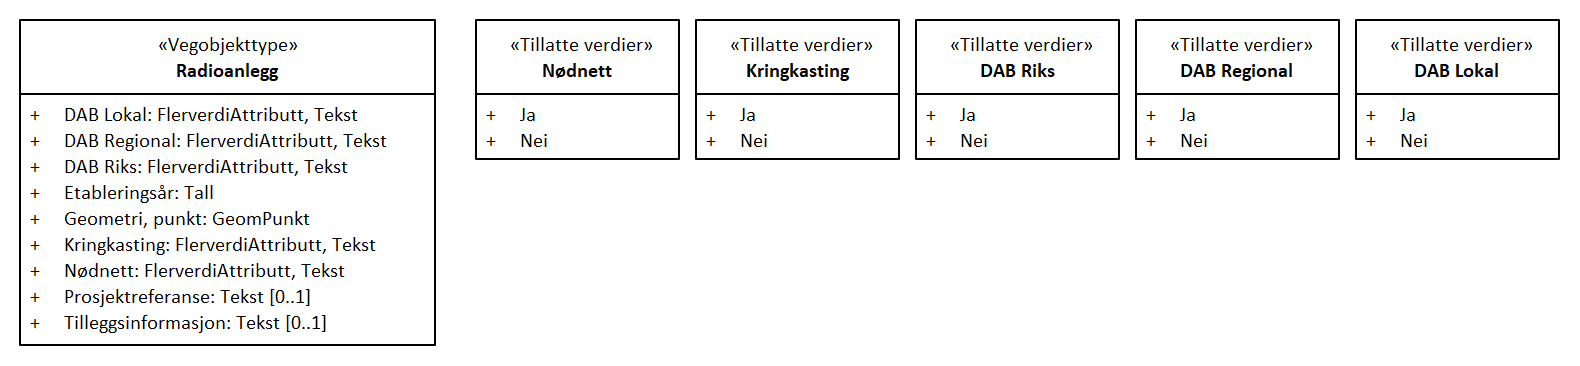 «Vegobjekttype»
Radioanlegg
+ DAB Lokal: FlerverdiAttributt, Tekst
+ DAB Regional: FlerverdiAttributt, Tekst
+ DAB Riks: FlerverdiAttributt, Tekst
+ Etableringsår: Tall
+ Geometri, punkt: GeomPunkt
+ Kringkasting: FlerverdiAttributt, Tekst
+ Nødnett: FlerverdiAttributt, Tekst
+ Prosjektreferanse: Tekst [0..1]
+ Tilleggsinformasjon: Tekst [0..1]
«Tillatte verdier»
Nødnett
+ Ja
+ Nei
«Tillatte verdier»
Kringkasting
+ Ja
+ Nei
«Tillatte verdier»
DAB Riks
+ Ja
+ Nei
«Tillatte verdier»
DAB Regional
+ Ja
+ Nei
«Tillatte verdier»
DAB Lokal
+ Ja
+ Nei